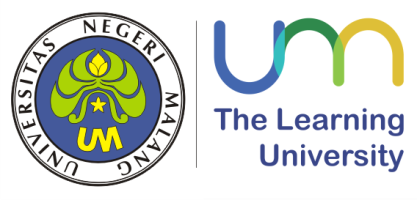 UNIVERSITAS NEGERI MALANG
UM
um
The Learning
University